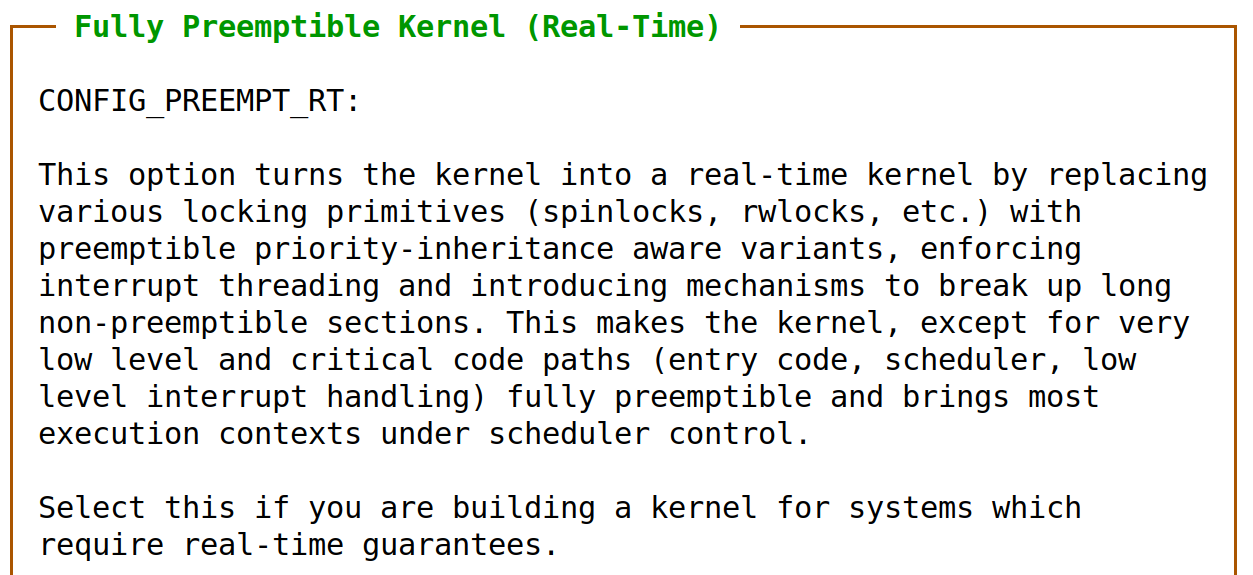 Fully Preemptible Kernel (Real-Time)
CONFIG_PREEMPT_RT:
This option turns the kernel into a real-time kernel by replacing
various locking primitives (spinlocks, rwlocks, etc.) with
preemptible priority-inheritance aware variants, enforcing
interrupt threading and introducing mechanisms to break up long
non-preemptible sections. This makes the kernel, except for very
low level and critical code paths (entry code, scheduler, low
level interrupt handling) fully preemptible and brings most
execution contexts under scheduler control.
Select this if you are building a kernel for systems which
require real-time guarantees.